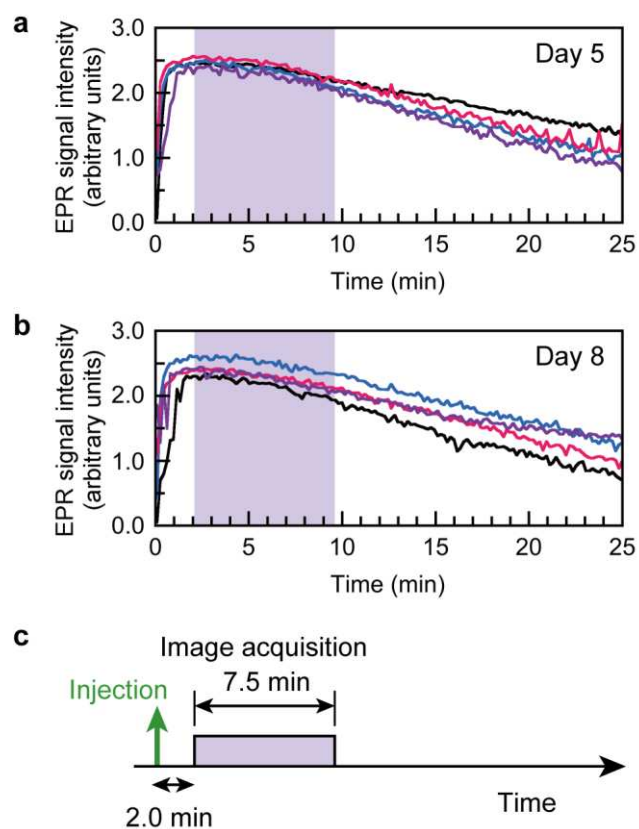 a
Day 5
EPR signal intensity
(arbitrary units)
3.0
2.0
1.0
0.0
0 5 10 15 20 25
Time (min)
b
Day 8
EPR signal intensity
(arbitrary units)
3.0
2.0
1.0
0.0
0 5 10 15 20 25
Time (min)
c
Image acquisition
7.5 min
Injection
2.0 min
Time